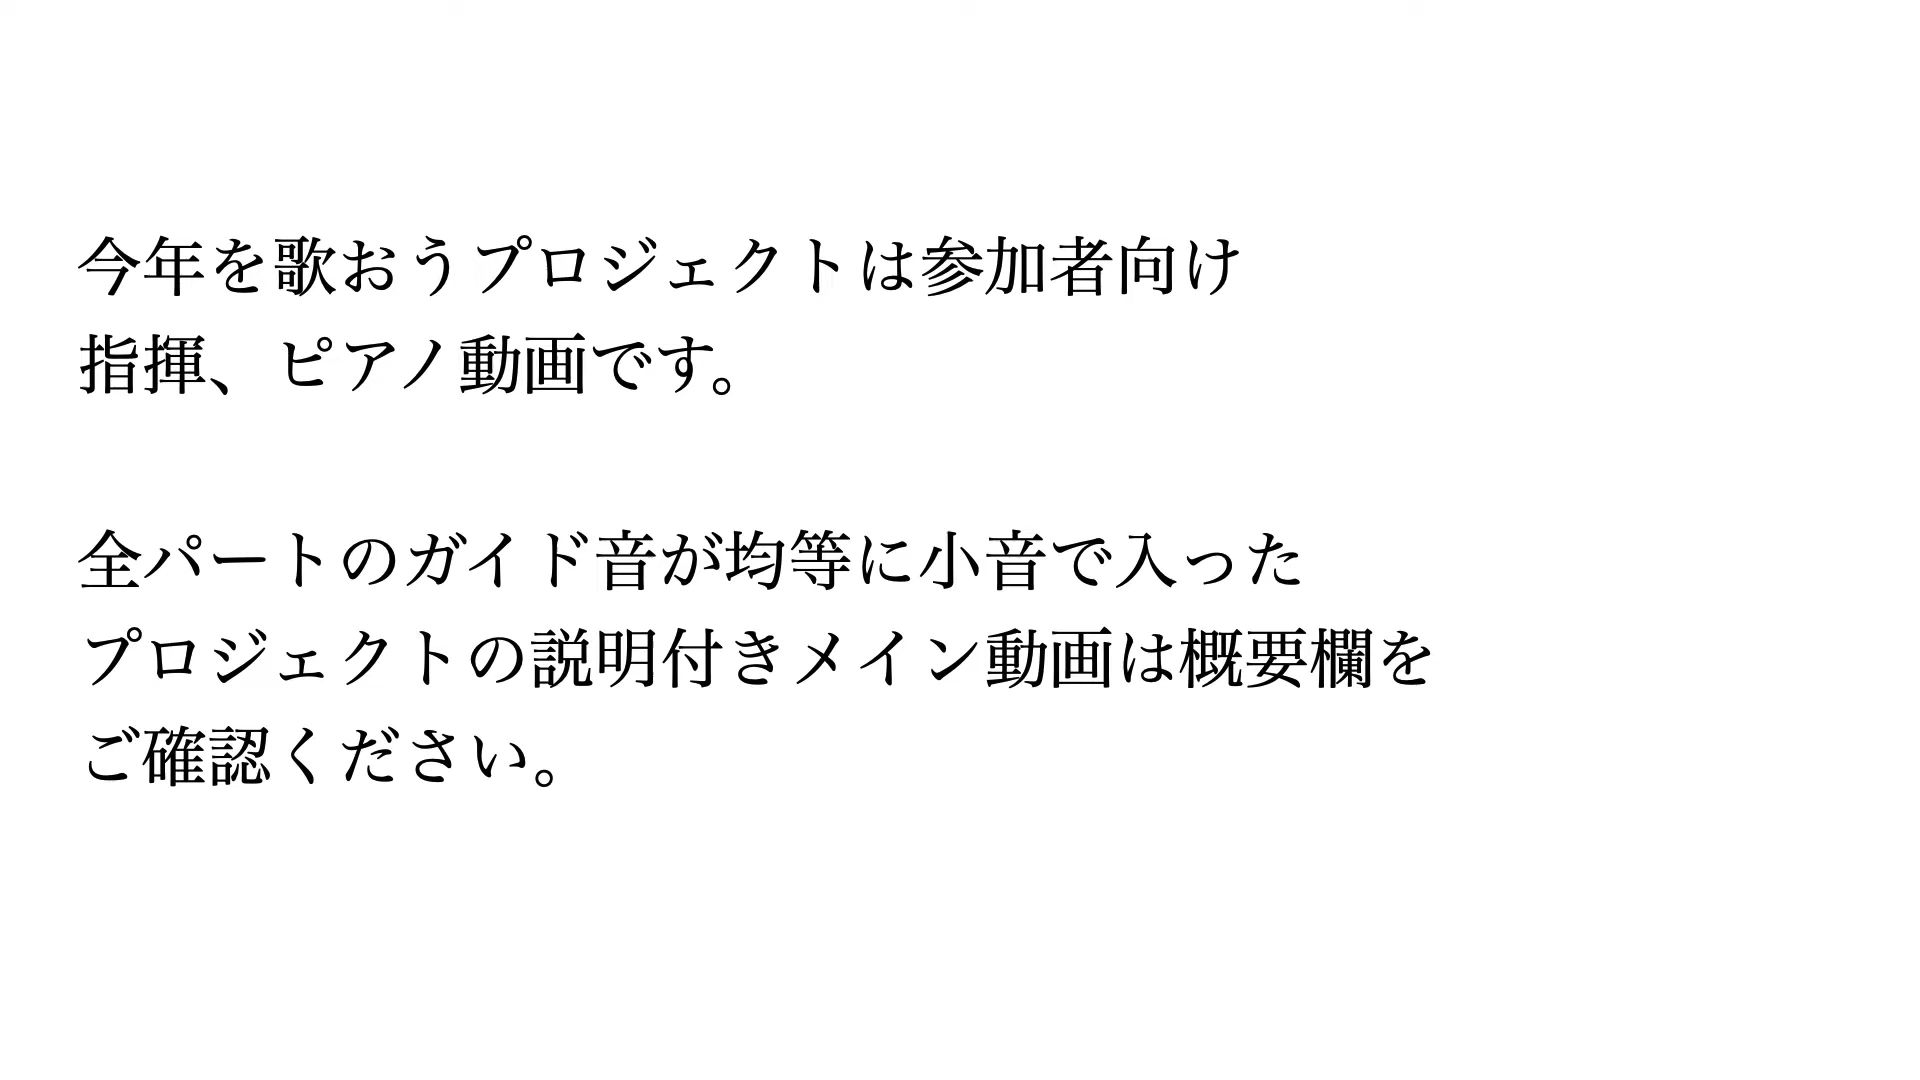 今年を歌おうプロジェクトは参加者向け
指揮、ピアノ動画です。
全パートのガイド音が均等に小音で入った
プロジェクトの説明付きメイン動画は概要欄を
ご確認ください。